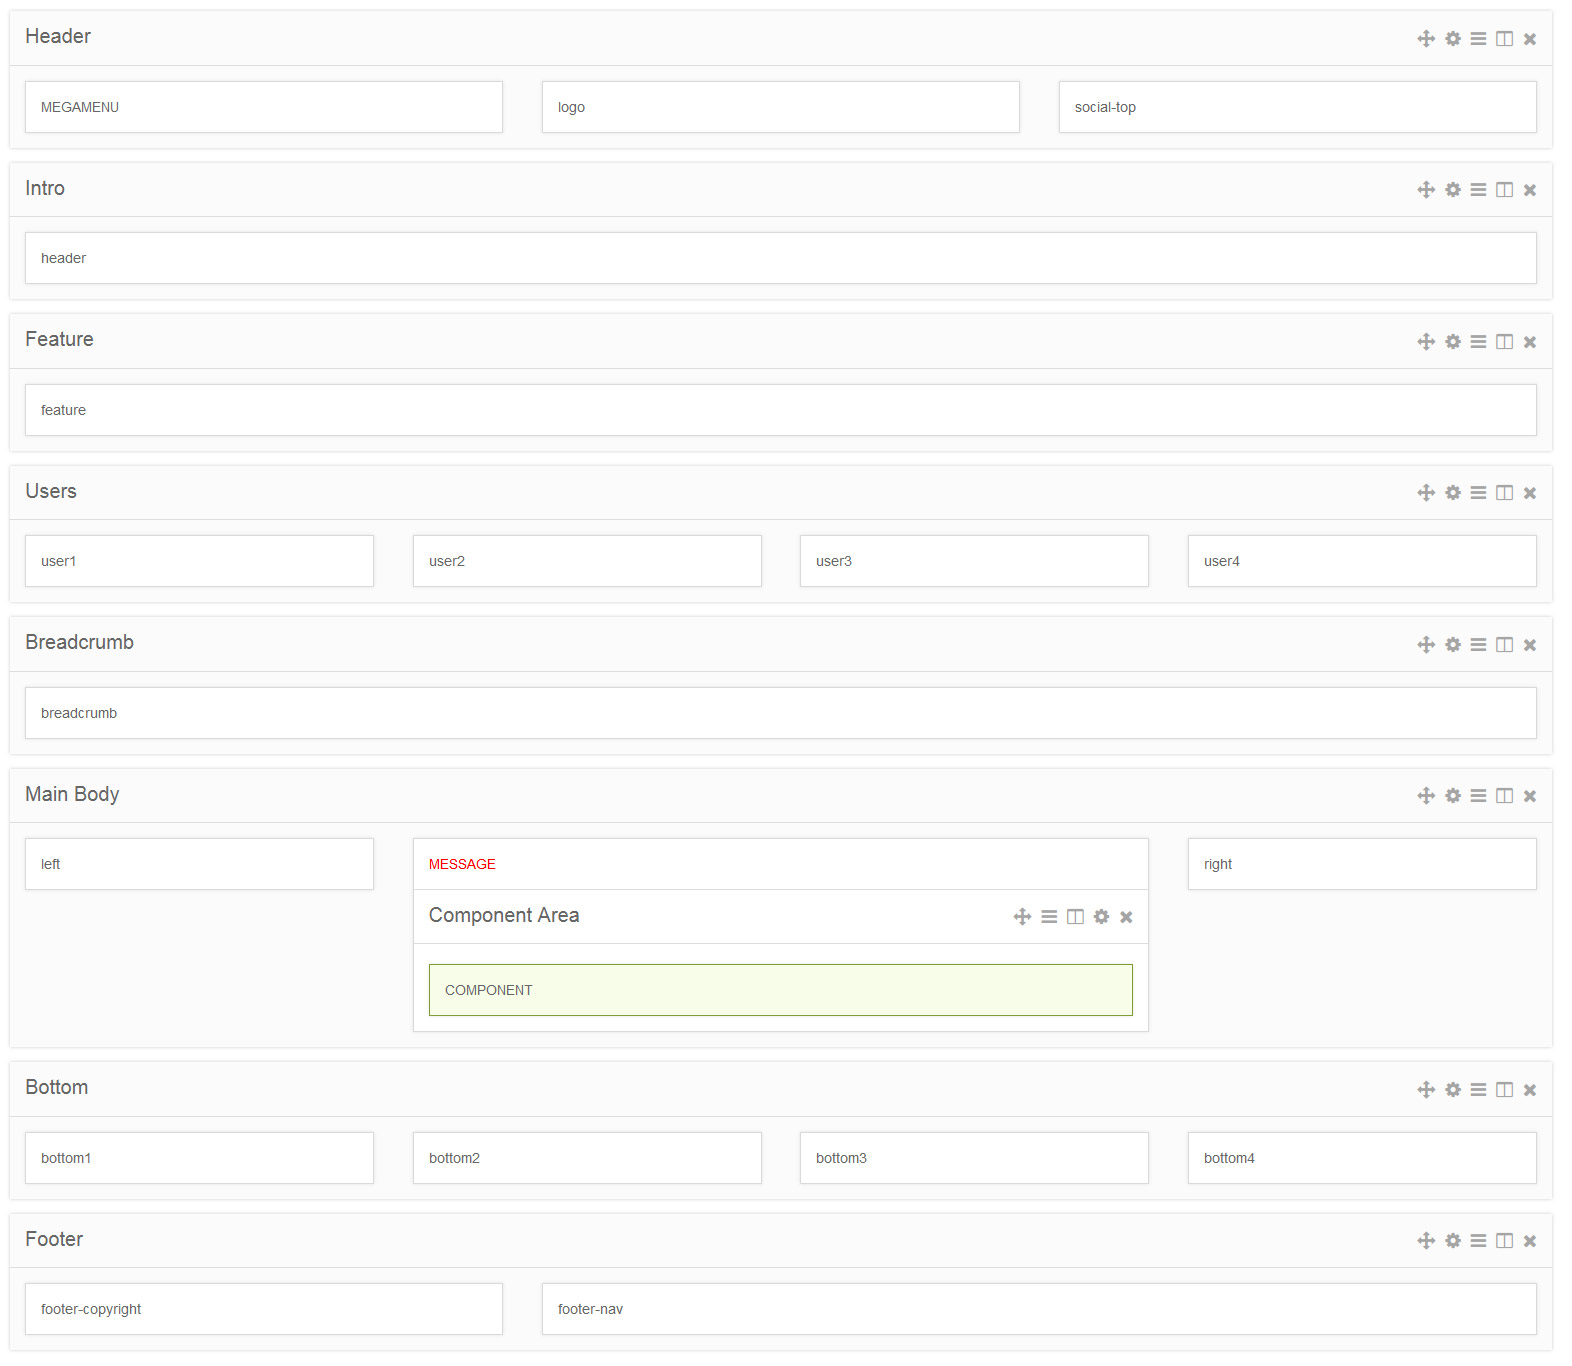 Header
MEGAMENU logo social-top
Intro
header
Feature
feature
Users
user1 user2 user3 user4
Breadcrumb
breadcrumb
Main Body
left MESSAGE right
Component Area
COMPONENT
Bottom
bottom1 bottom2 bottom3 bottom4
Footer
footer-copyright footer-nav